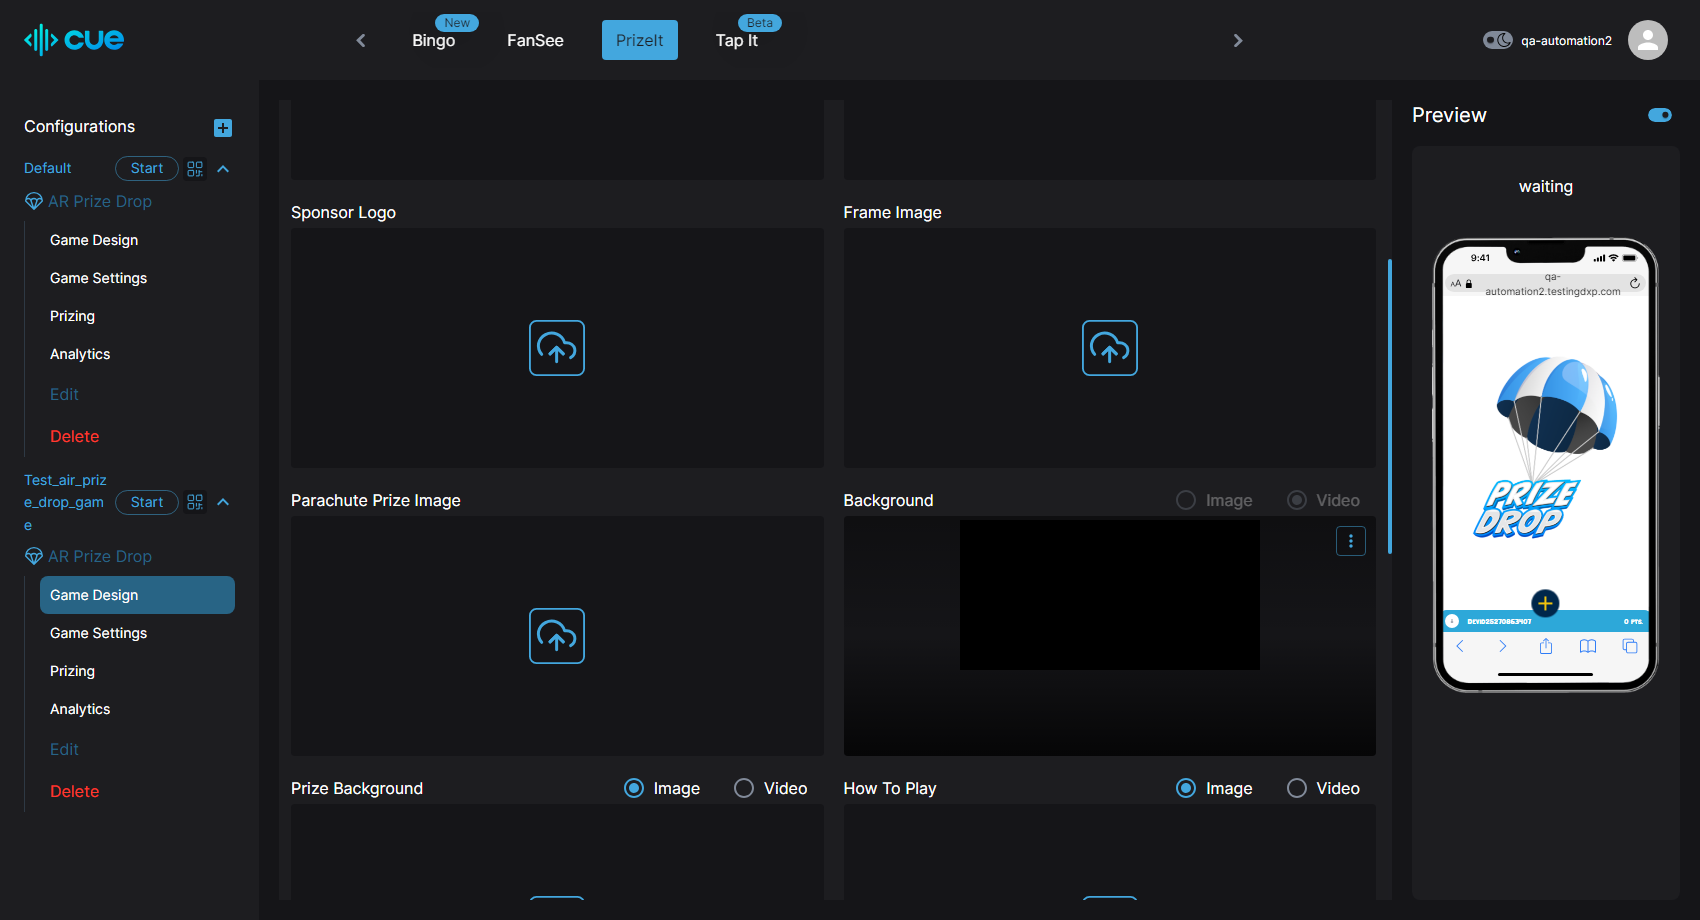 cue
Bingo
New
FanSee
PrizeIt
Tap It
Beta
qa-automation2
Configurations
Default
Start
AR Prize Drop
Game Design
Game Settings
Prizing
Analytics
Edit
Delete
Test_air_priz
e_drop_gam
e
Start
AR Prize Drop
Game Design
Game Settings
Prizing
Analytics
Edit
Delete
Sponsor Logo
Frame Image
Parachute Prize Image
Background
Image
Video
Prize Background
Image
Video
How To Play
Image
Video
Preview
waiting
9:41
AA
qa-
automation2.testingdxp.com
PRIZE
DROP
0 PTS.